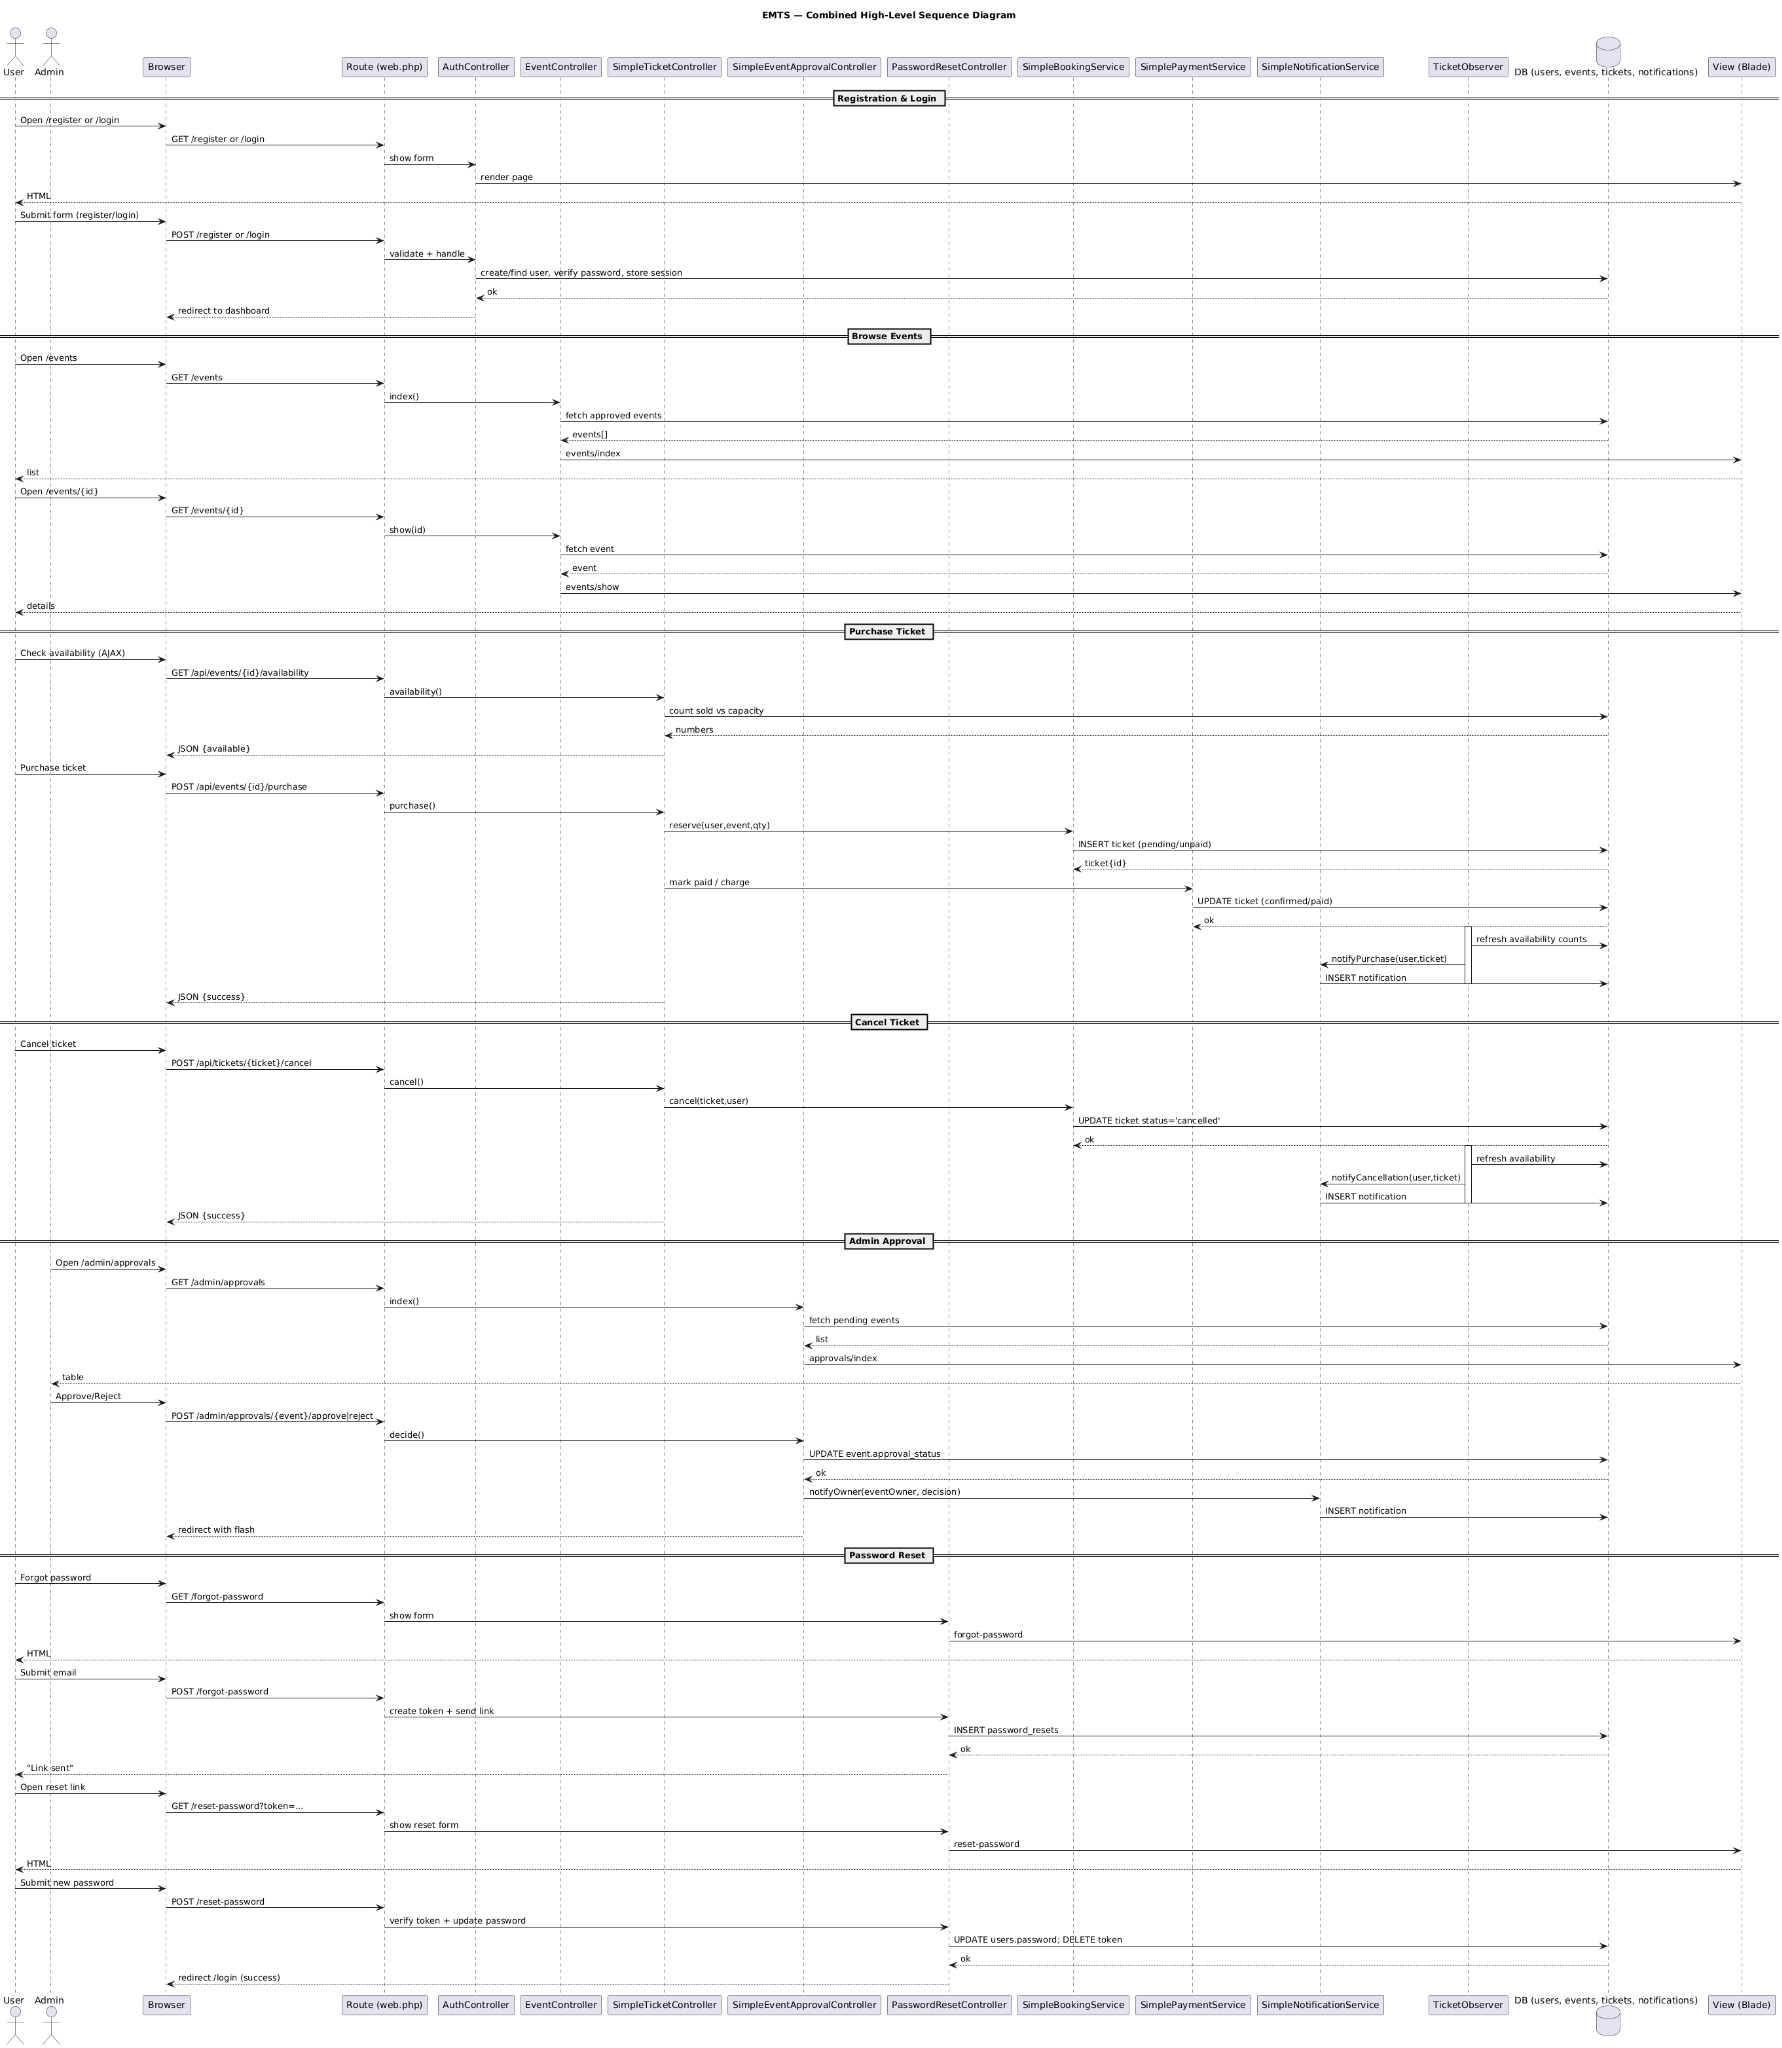 EMTS — Combined High-Level Sequence Diagram
User
Admin
Browser
Route (web.php)
AuthController
EventController
SimpleTicketController
SimpleEventApprovalController
PasswordResetController
SimpleBookingService
SimplePaymentService
SimpleNotificationService
TicketObserver
DB (users, events, tickets, notifications)
View (Blade)
Registration & Login
Open /register or /login
GET /register or /login
show form
render page
HTML
Submit form (register/login)
POST /register or /login
validate + handle
create/find user, verify password, store session
ok
redirect to dashboard
Browse Events
Open /events
GET /events
index()
fetch approved events
events[]
events/index
list
Open /events/{id}
GET /events/{id}
show(id)
fetch event
event
events/show
details
Purchase Ticket
Check availability (AJAX)
GET /api/events/{id}/availability
availability()
count sold vs capacity
numbers
JSON {available}
Purchase ticket
POST /api/events/{id}/purchase
purchase()
reserve(user,event,qty)
INSERT ticket (pending/unpaid)
ticket{id}
mark paid / charge
UPDATE ticket (confirmed/paid)
ok
refresh availability counts
notifyPurchase(user,ticket)
INSERT notification
JSON {success}
Cancel Ticket
Cancel ticket
POST /api/tickets/{ticket}/cancel
cancel()
cancel(ticket,user)
UPDATE ticket status='cancelled'
ok
refresh availability
notifyCancellation(user,ticket)
INSERT notification
JSON {success}
Admin Approval
Open /admin/approvals
GET /admin/approvals
index()
fetch pending events
list
approvals/index
table
Approve/Reject
POST /admin/approvals/{event}/approve|reject
decide()
UPDATE event.approval_status
ok
notifyOwner(eventOwner, decision)
INSERT notification
redirect with flash
Password Reset
Forgot password
GET /forgot-password
show form
forgot-password
HTML
Submit email
POST /forgot-password
create token + send link
INSERT password_resets
ok
"Link sent"
Open reset link
GET /reset-password?token=...
show reset form
reset-password
HTML
Submit new password
POST /reset-password
verify token + update password
UPDATE users.password; DELETE token
ok
redirect /login (success)
User
Admin
Browser
Route (web.php)
AuthController
EventController
SimpleTicketController
SimpleEventApprovalController
PasswordResetController
SimpleBookingService
SimplePaymentService
SimpleNotificationService
TicketObserver
DB (users, events, tickets, notifications)
View (Blade)